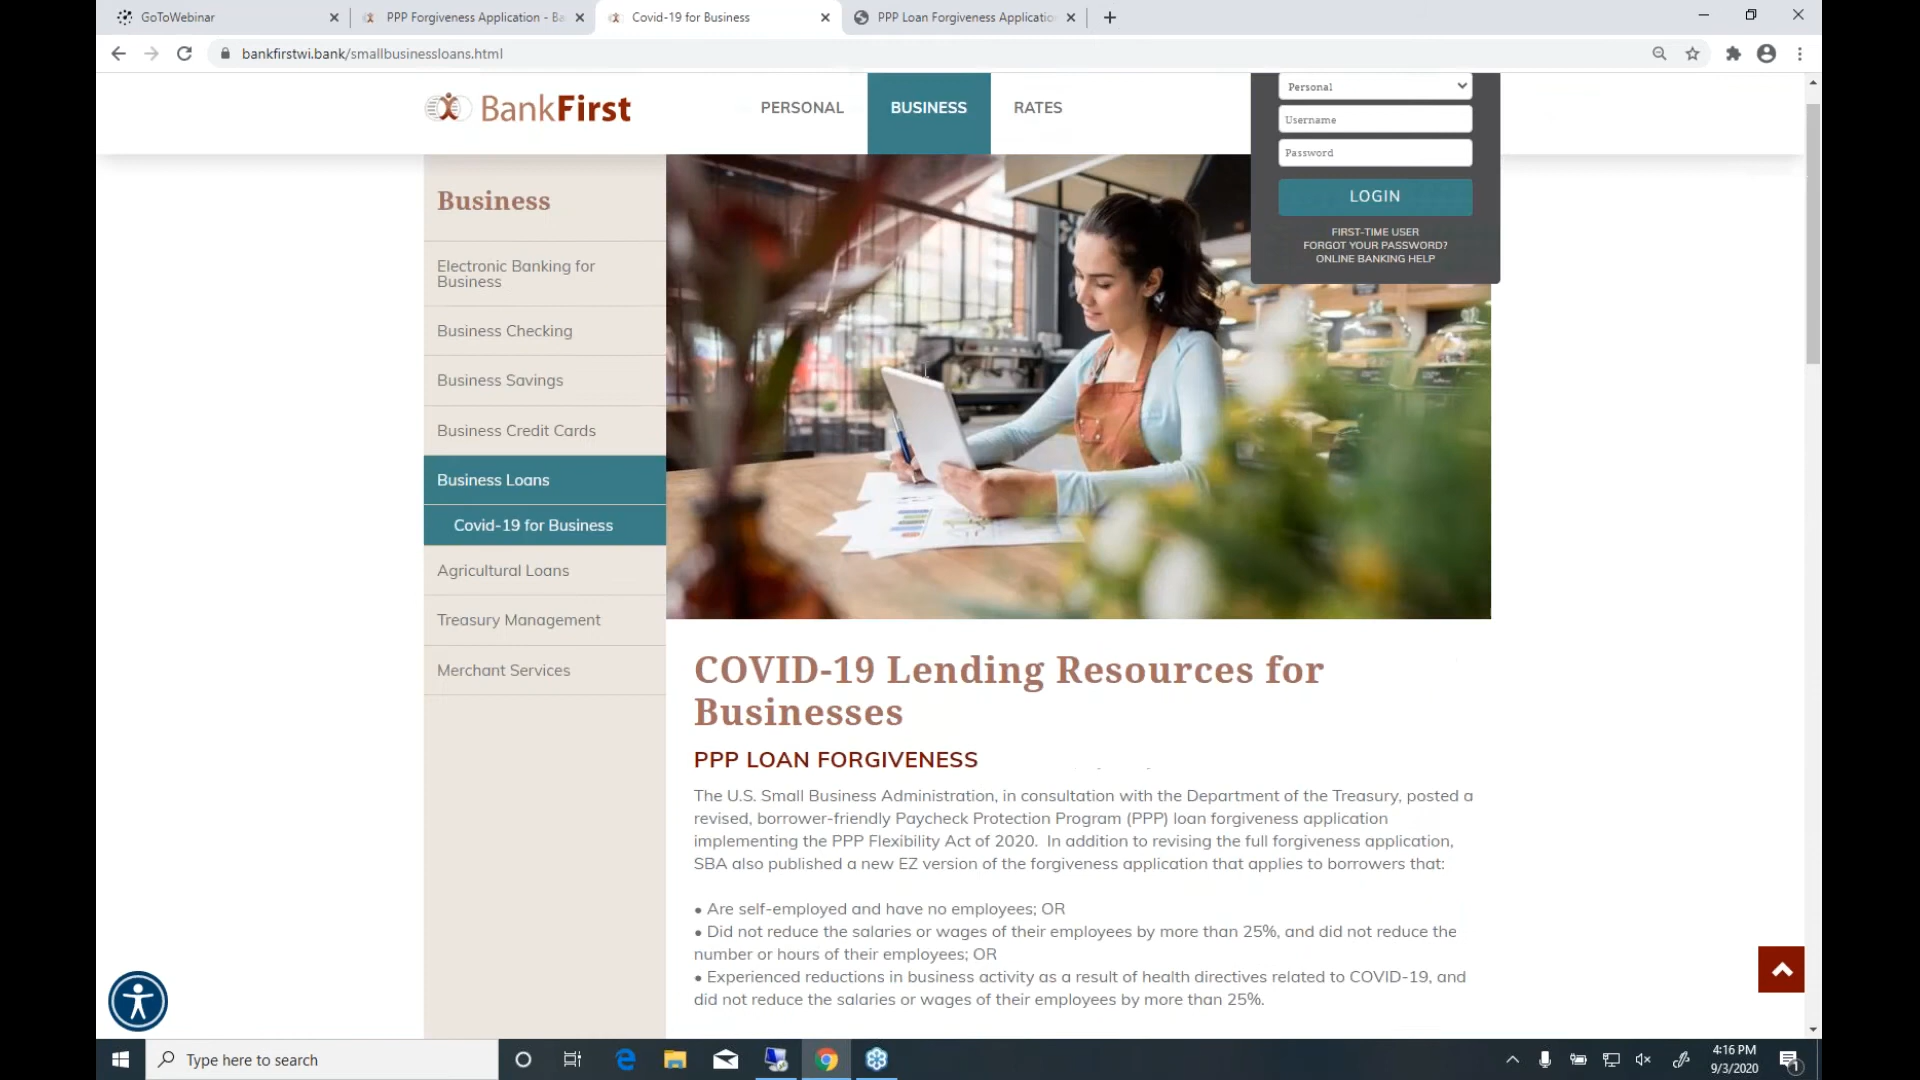 GoToWebinar
PPP Forgiveness Application - Ba
Covid-19 for Business
PPP Loan Forgiveness Applicatio
bankfirstwi.bank/smallbusinessloans.html
BankFirst
PERSONAL
BUSINESS
RATES
Personal
Username
Password
LOGIN
FIRST-TIME USER
FORGOT YOUR PASSWORD?
ONLINE BANKING HELP
Business
Electronic Banking for
Business
Business Checking
Business Savings
Business Credit Cards
Business Loans
Covid-19 for Business
Agricultural Loans
Treasury Management
Merchant Services
COVID-19 Lending Resources for
Businesses
PPP LOAN FORGIVENESS
The U.S. Small Business Administration, in consultation with the Department of the Treasury, posted a
revised, borrower-friendly Paycheck Protection Program (PPP) loan forgiveness application
implementing the PPP Flexibility Act of 2020.  In addition to revising the full forgiveness application,
SBA also published a new EZ version of the forgiveness application that applies to borrowers that:
• Are self-employed and have no employees; OR
• Did not reduce the salaries or wages of their employees by more than 25%, and did not reduce the
number or hours of their employees; OR
• Experienced reductions in business activity as a result of health directives related to COVID-19, and
did not reduce the salaries or wages of their employees by more than 25%.
Type here to search
4:16 PM
9/3/2020
1